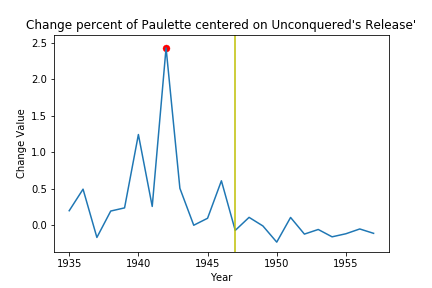 Change percent of Paulette centered on Unconquered's Release'
2.5
2.0
1.5
1.0
0.5
0.0
Change Value
1935 1940 1945 1950 1955
Year